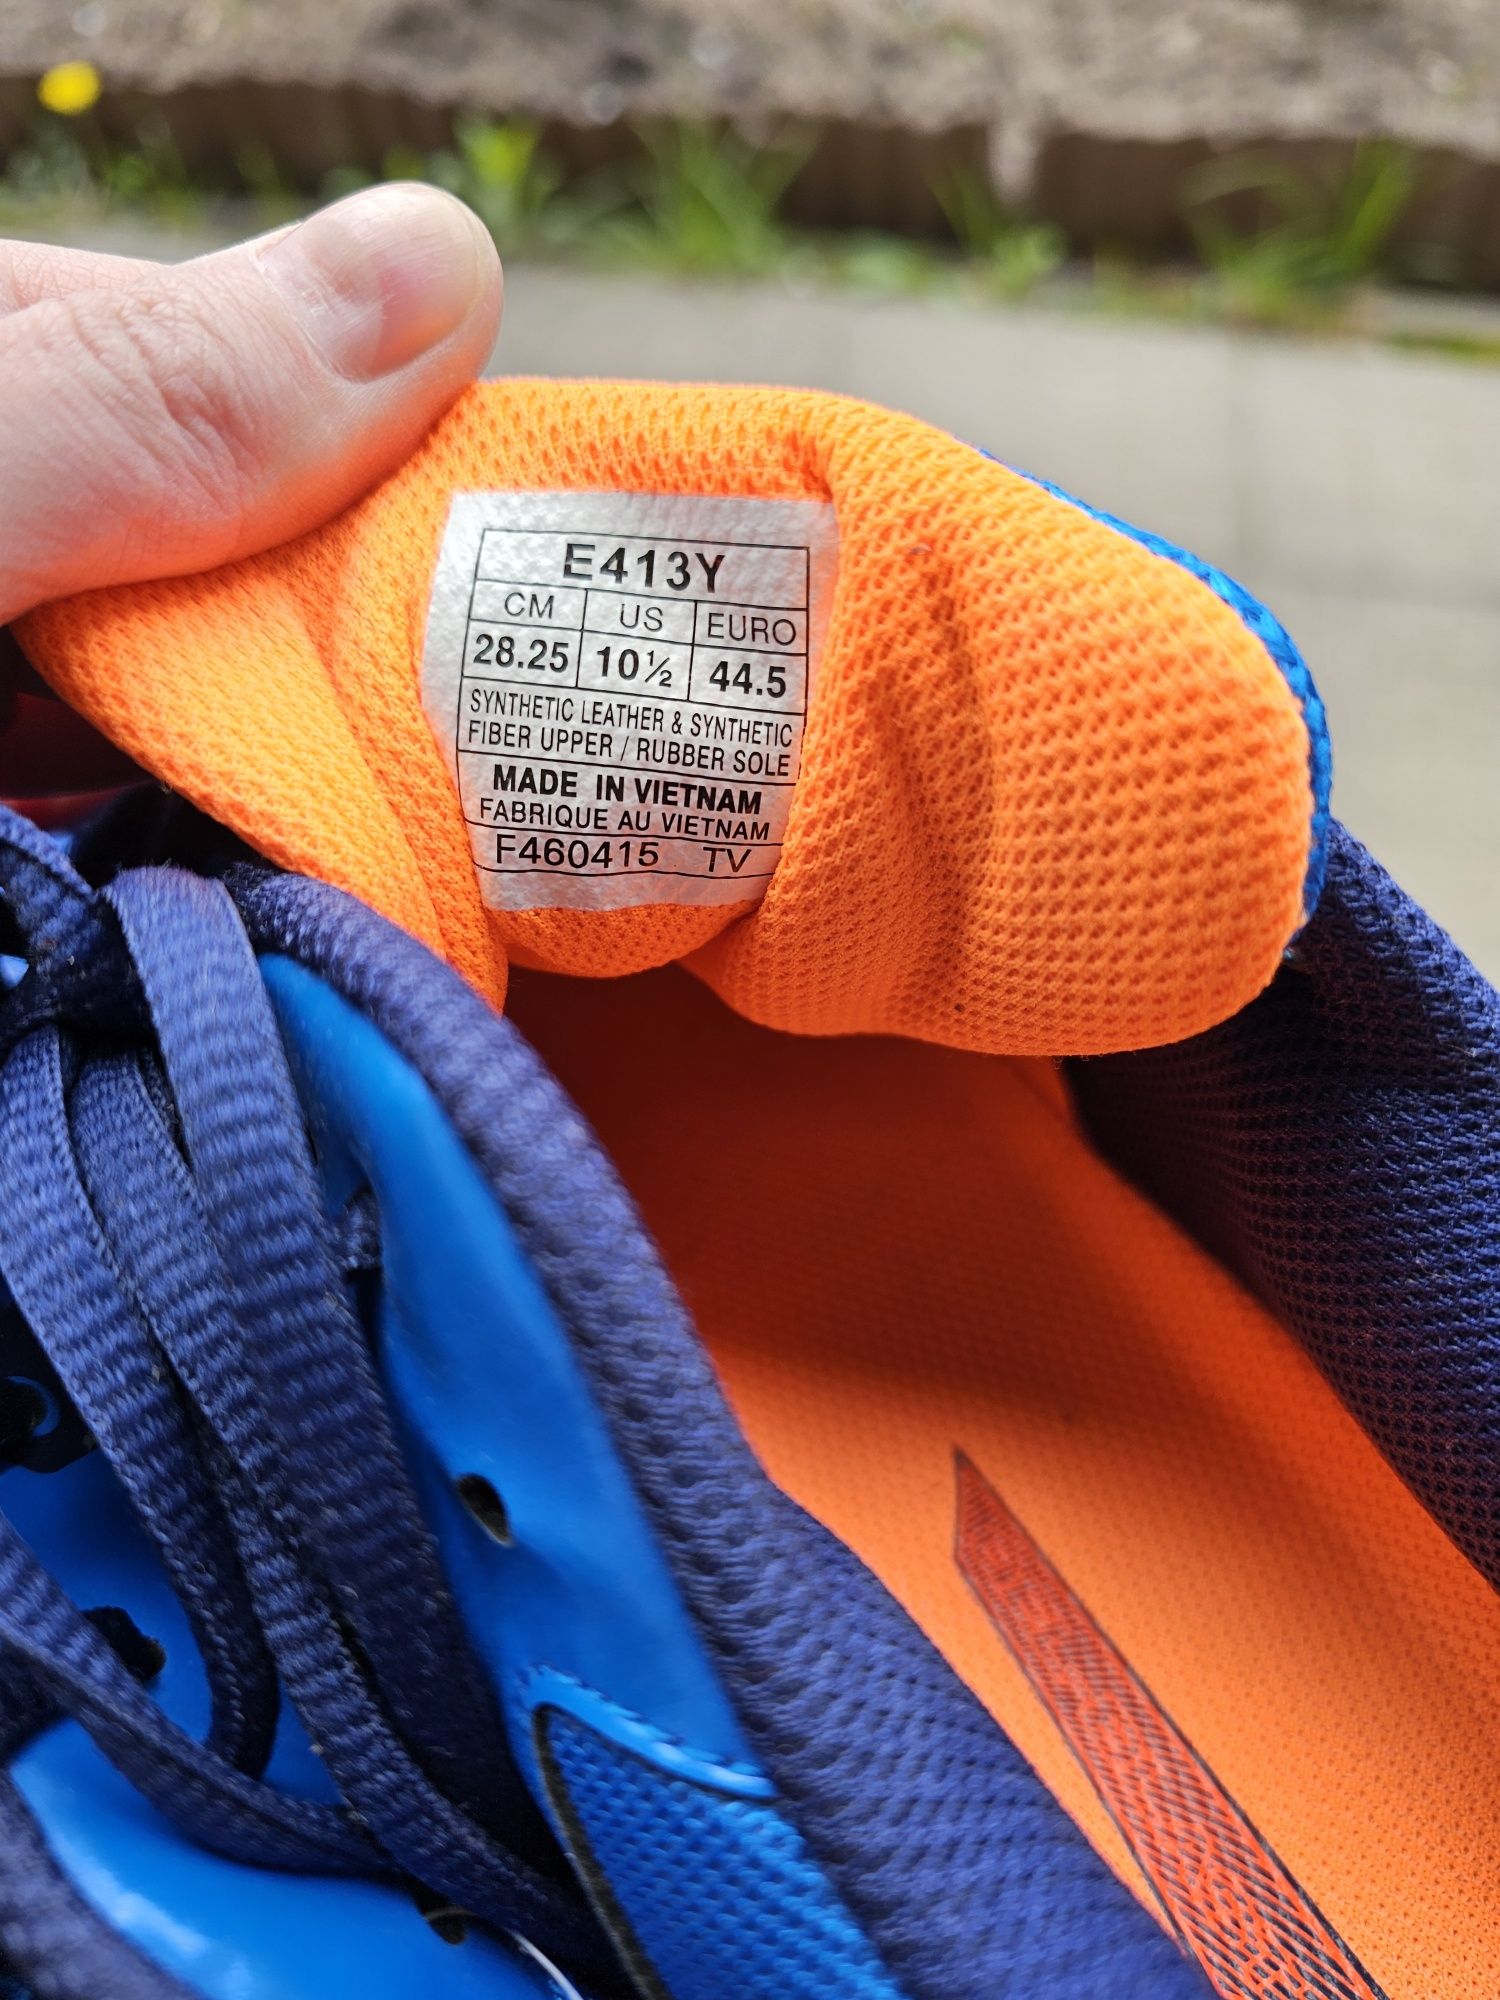 E413Y
CM US EURO
28.25 10½ 44.5
SYNTHETIC LEATHER & SYNTHETIC
FIBER UPPER / RUBBER SOLE
MADE IN VIETNAM
FABRIQUE AU VIETNAM
F460415 TV